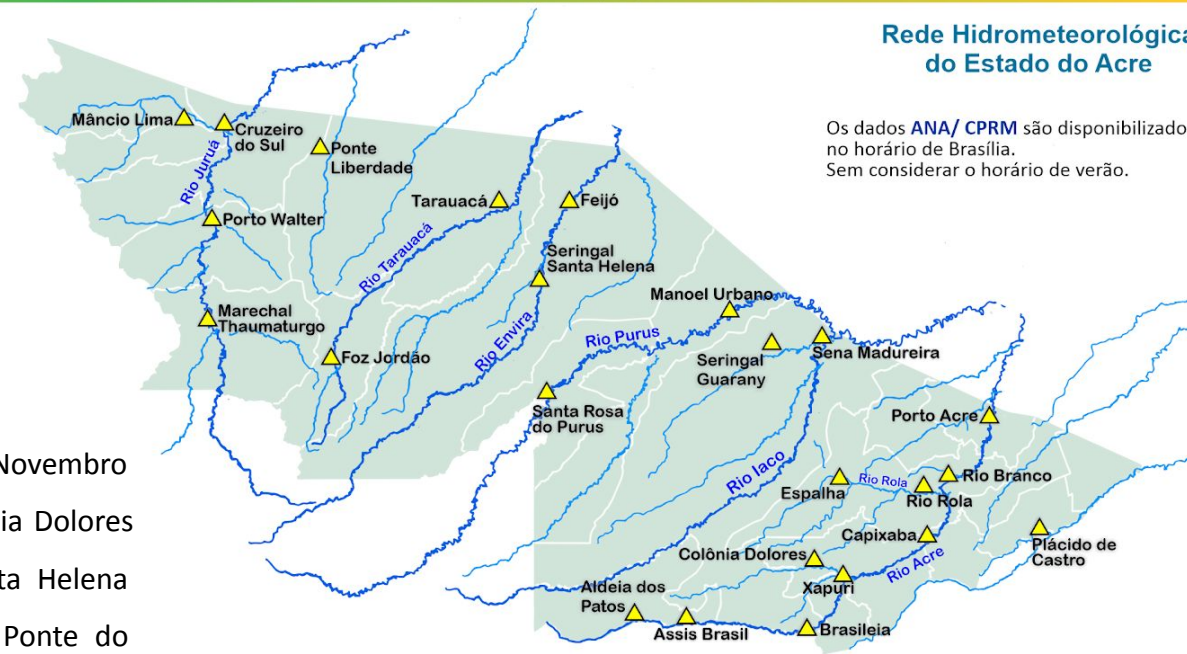 Rede Hidrometeorológica
do Estado do Acre
Os dados ANA/ CPRM são disponibilizado
no horário de Brasília.
Sem considerar o horário de verão.
Mâncio Lima
Cruzeiro
do Sul
Ponte
Liberdade
Rio Juruá
Porto Walter
Tarauacá
Feijó
Rio Tarauacá
Seringal
Santa Helena
Marechal
Thaumaturgo
Foz Jordão
Rio Envira
Manoel Urbano
Rio Purus
Seringal
Guarany
Sena Madureira
Santa Rosa
do Purus
Porto Acre
Rio Iaco
Espalha
Rio Rola
Rio Branco
Rio Rola
Capixaba
Plácido de
Castro
Colônia Dolores
Xapuri
Rio Acre
Aldeia dos
Patos
Assis Brasil
Brasileia
Novembro
ia Dolores
ta Helena
Ponte do